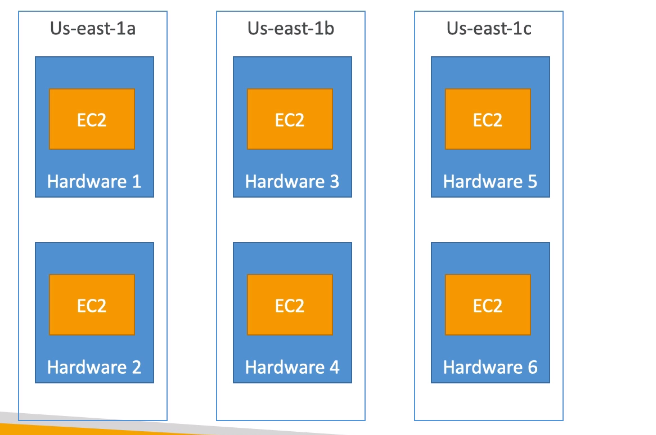 Us-east-1a
EC2
Hardware 1
EC2
Hardware 2
Us-east-1b
EC2
Hardware 3
EC2
Hardware 4
Us-east-1c
EC2
Hardware 5
EC2
Hardware 6